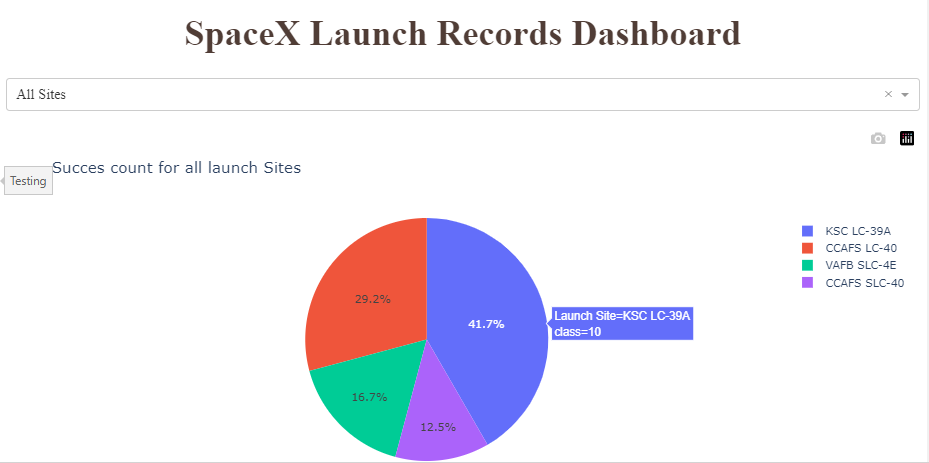 SpaceX Launch Records Dashboard
All Sites
×
Succes count for all launch Sites
Testing
KSC LC-39A
CCAFS LC-40
VAFB SLC-4E
CCAFS SLC-40
29.2%
41.7%
Launch Site=KSC LC-39A
class=10
16.7%
12.5%